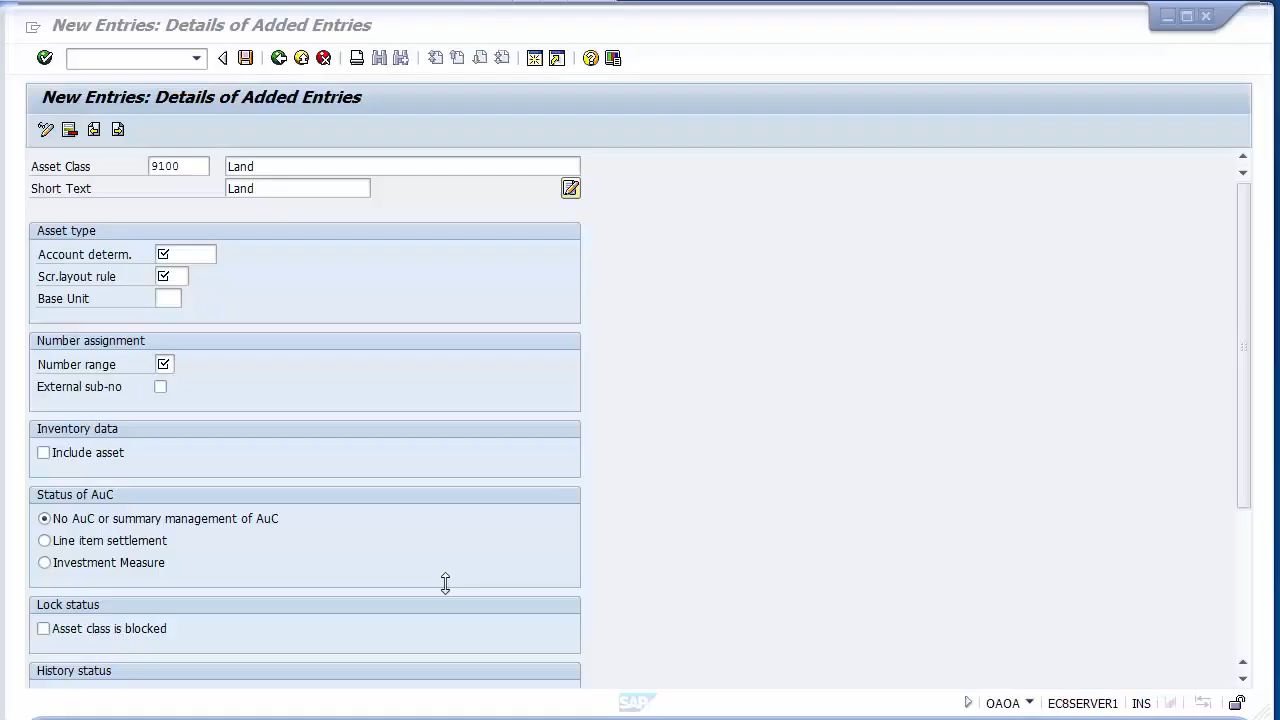 New Entries: Details of Added Entries
New Entries: Details of Added Entries
Asset Class 9100 Land
Short Text Land
Asset type
Account determ.
Scr.layout rule
Base Unit
Number assignment
Number range
External sub-no
Inventory data
Include asset
Status of AuC
No AuC or summary management of AuC
Line item settlement
Investment Measure
Lock status
Asset class is blocked
History status
SAP OAOA EC8SERVER1 INS